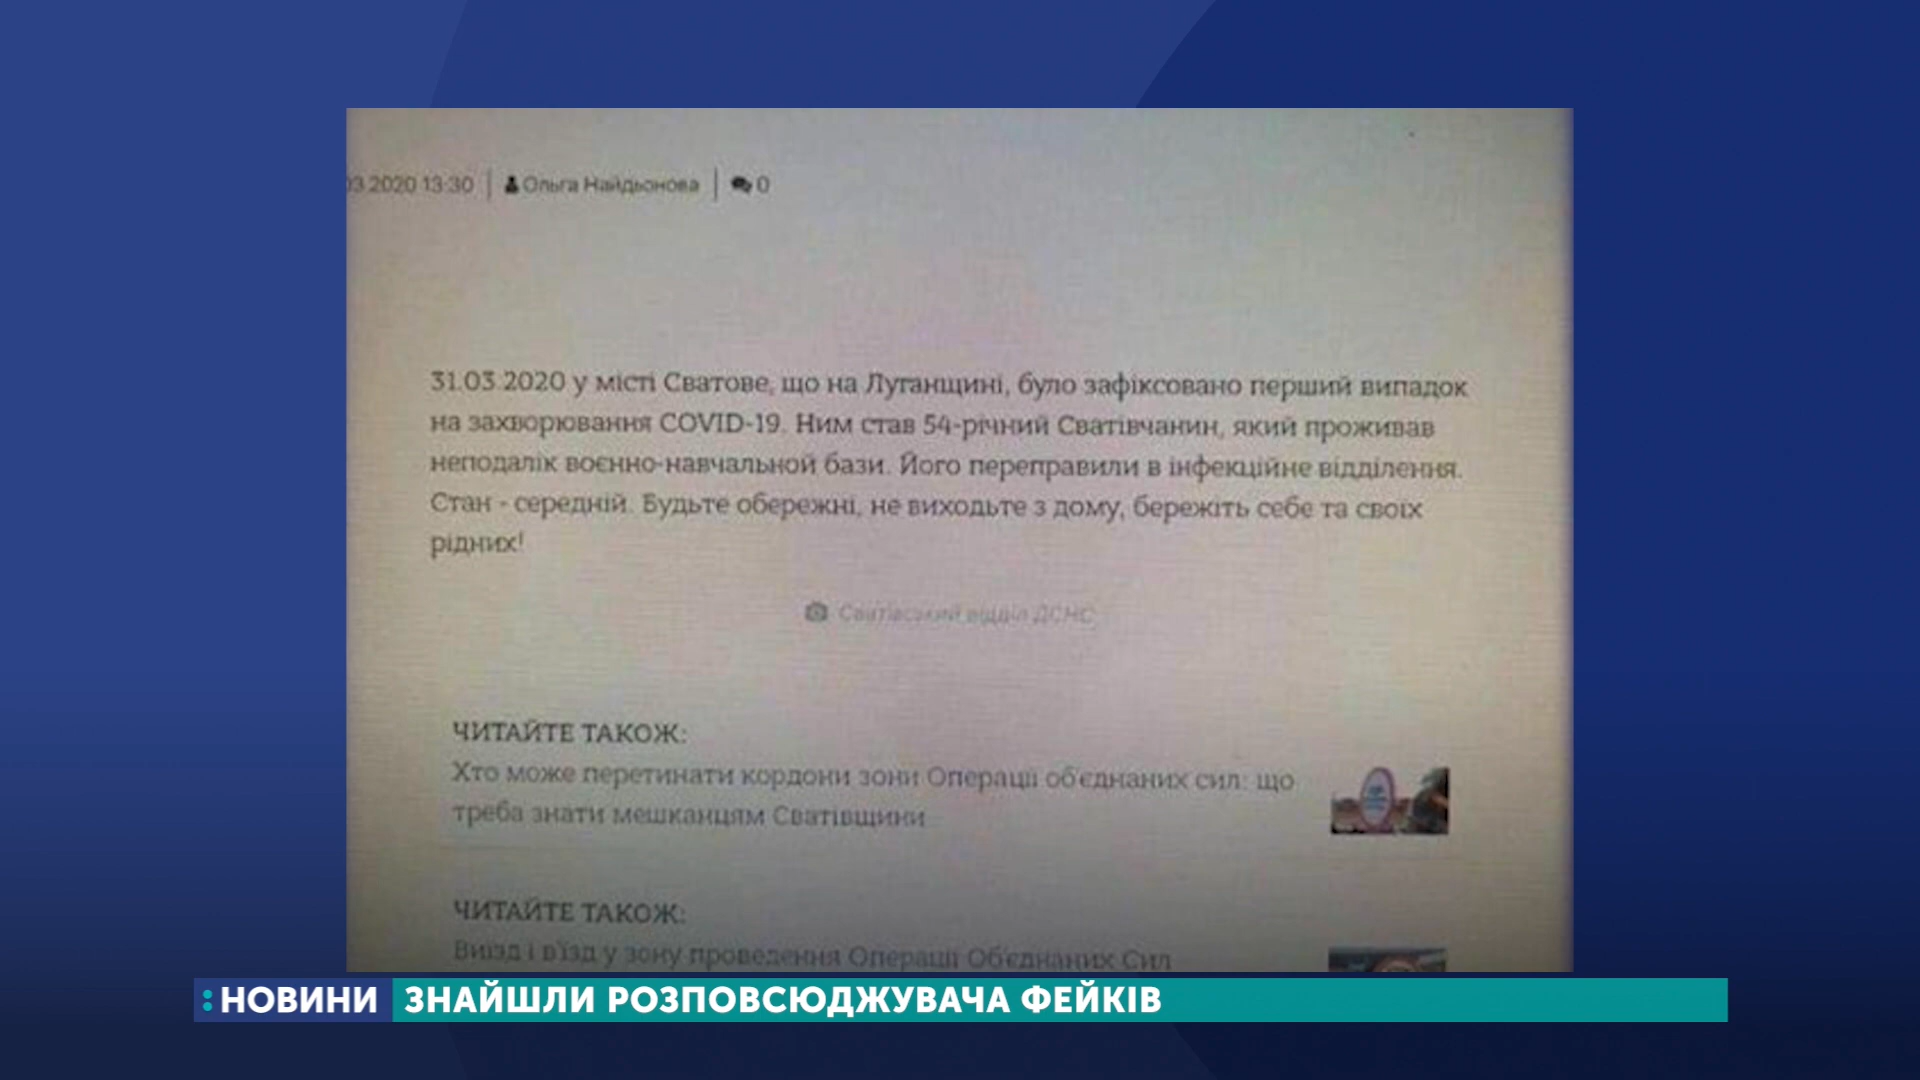 03.2020 13:30 | Ольга Найдьонова | 0
31.03.2020 у місті Сватове, що на Луганщині, було зафіксовано перший випадок
на захворювання COVID-19. Ним став 54-річний Сватівчанин, який проживав
неподалік воєнно-навчальної бази. Його переправили в інфекційне відділення.
Стан - середній. Будьте обережні, не виходьте з дому, бережіть себе та своїх
рідних!
Сватівський відділ ДСНС
ЧИТАЙТЕ ТАКОЖ:
Хто може перетинати кордони зони Операції об'єднаних сил: що
треба знати мешканцям Сватівщини
ЧИТАЙТЕ ТАКОЖ:
Виїзд і в'їзд у зону проведення Операції Об'єднаних Сил
:НОВИНИ ЗНАЙШЛИ РОЗПОВСЮДЖУВАЧА ФЕЙКІВ